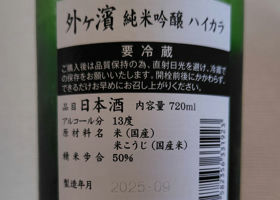 外ヶ濱 純米吟醸 ハイカラ
要冷蔵
ご購入後は品質保持の為、直射日光を避け、冷蔵で
の保存をお願いします。開栓前後にかかわらず、
できるだけお早めにお召し上がりください。
品目 日本酒 内容量 720ml
アルコール分 13度
原材料名 米(国産)
米こうじ(国産米)
精米歩合 50%
製造年月 2025-09